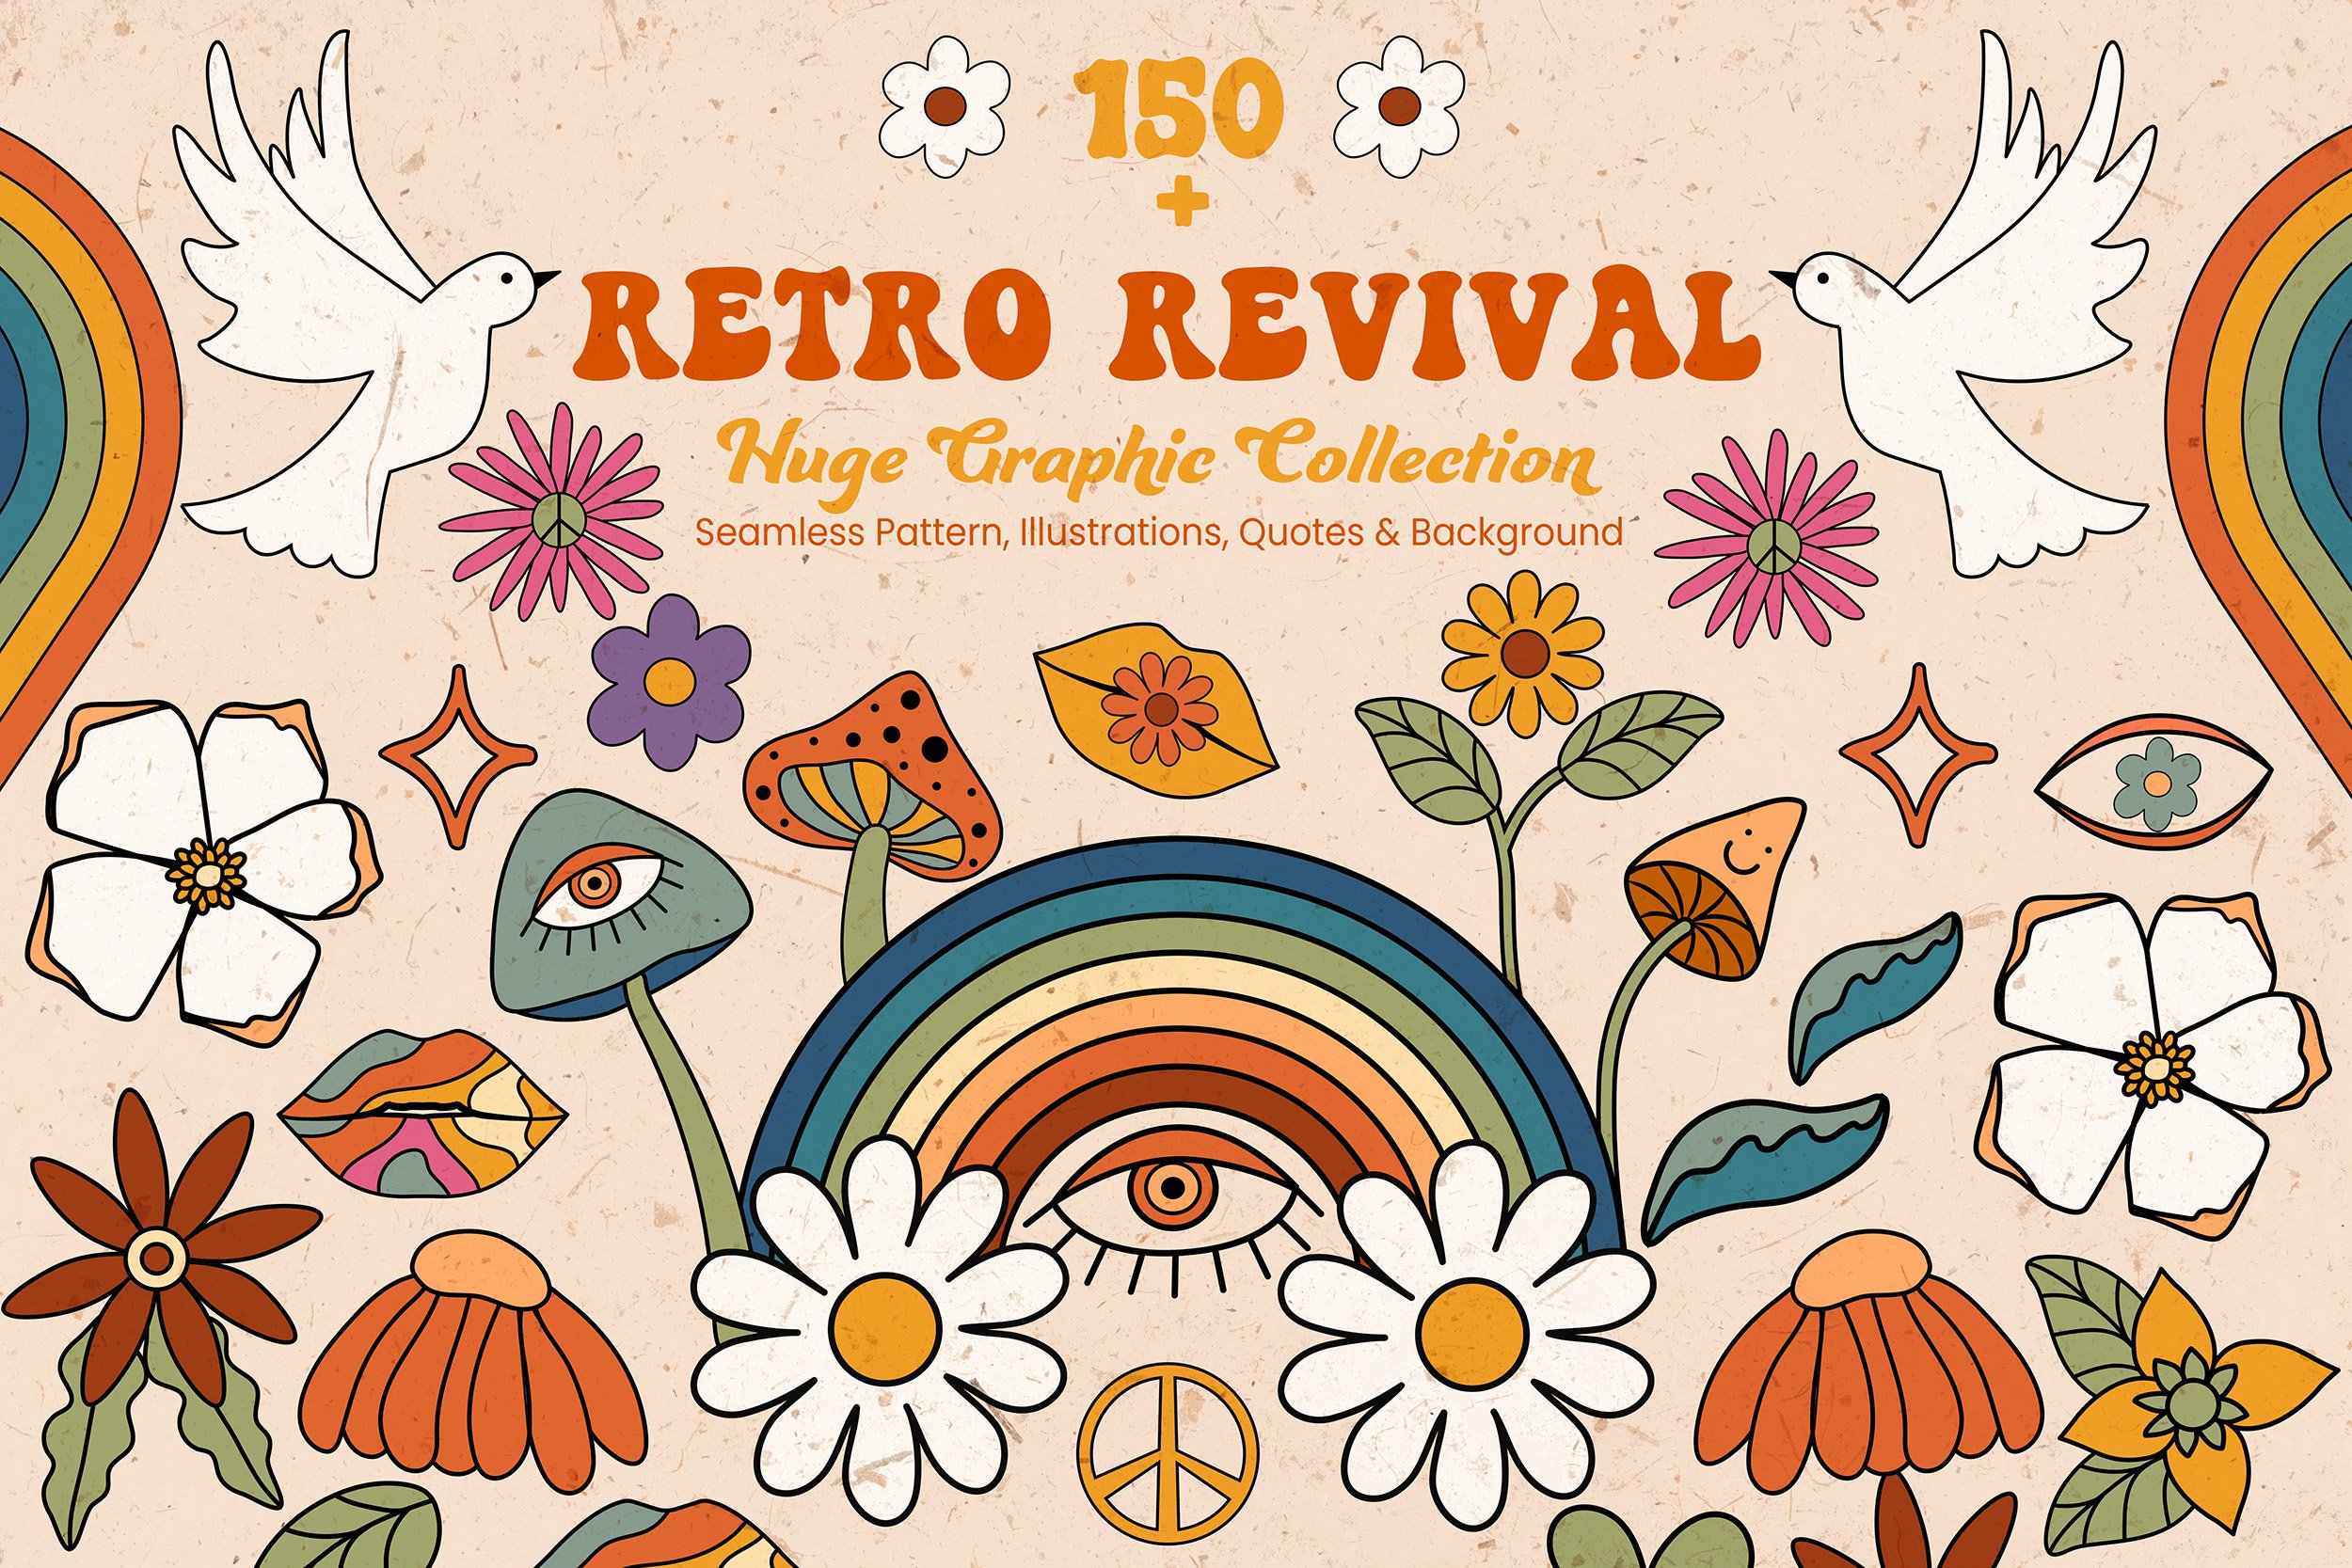 150
+
RETRO REVIVAL
Huge Graphic Collection
Seamless Pattern, Illustrations, Quotes & Background